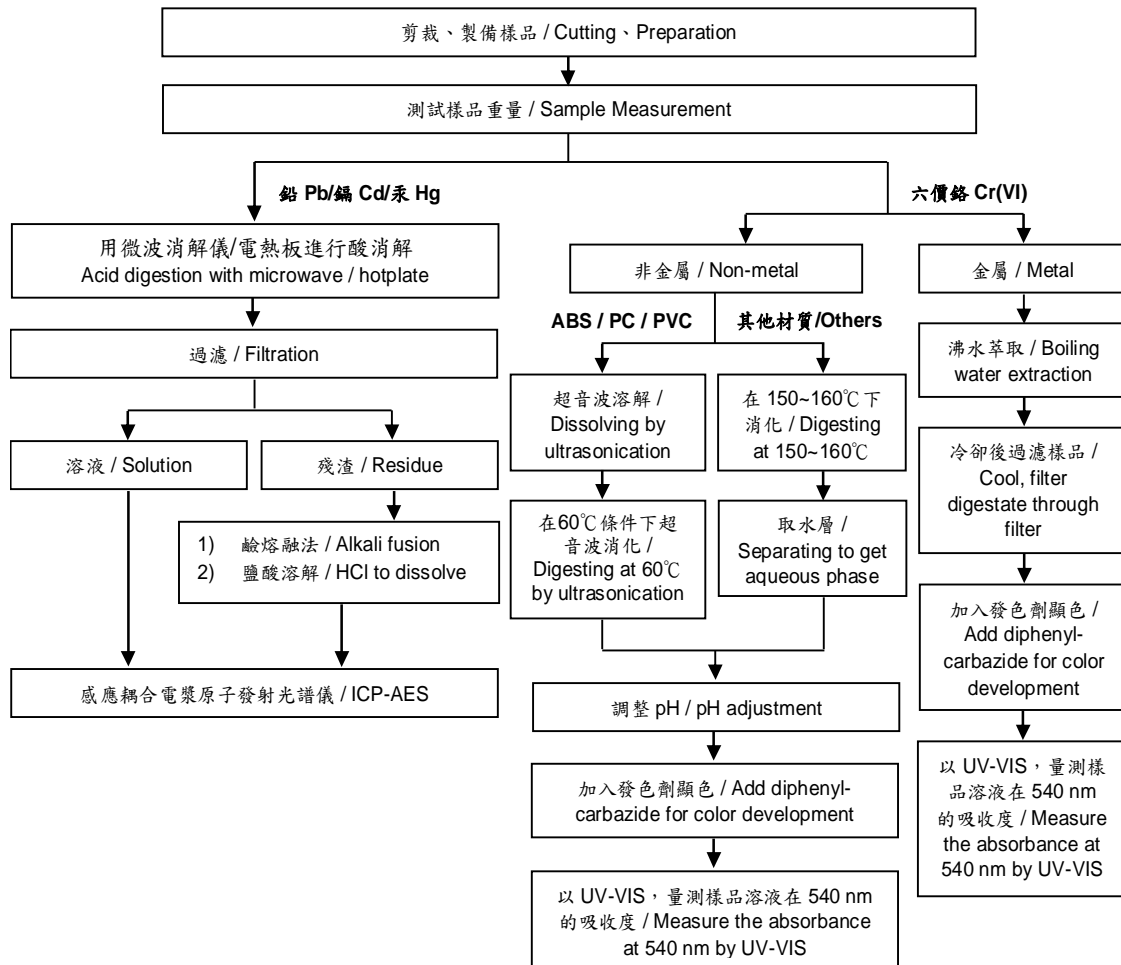 剪裁、製備樣品 / Cutting、Preparation
測試樣品重量 / Sample Measurement
鉛 Pb/鎘 Cd/汞 Hg
六價鉻 Cr(VI)
用微波消解儀/電熱板進行酸消解
Acid digestion with microwave / hotplate
過濾 / Filtration
溶液 / Solution
殘渣 / Residue
1) 鹼熔融法 / Alkali fusion
2) 鹽酸溶解 / HCl to dissolve
感應耦合電漿原子發射光譜儀 / ICP-AES
非金屬 / Non-metal
ABS / PC / PVC
其他材質/Others
超音波溶解 /
Dissolving by
ultrasonication
在60℃條件下超
音波消化 /
Digesting at 60℃
by ultrasonication
在 150~160℃下
消化 / Digesting
at 150~160℃
取水層 /
Separating to get
aqueous phase
調整 pH / pH adjustment
加入發色劑顯色 / Add diphenyl-
carbazide for color development
以 UV-VIS，量測樣品溶液在 540 nm
的吸收度 / Measure the absorbance
at 540 nm by UV-VIS
金屬 / Metal
沸水萃取 / Boiling
water extraction
冷卻後過濾樣品 /
Cool, filter
digestate through
filter
加入發色劑顯色 /
Add diphenyl-
carbazide for color
development
以 UV-VIS，量測樣
品溶液在 540 nm
的吸收度 / Measure
the absorbance at
540 nm by UV-VIS